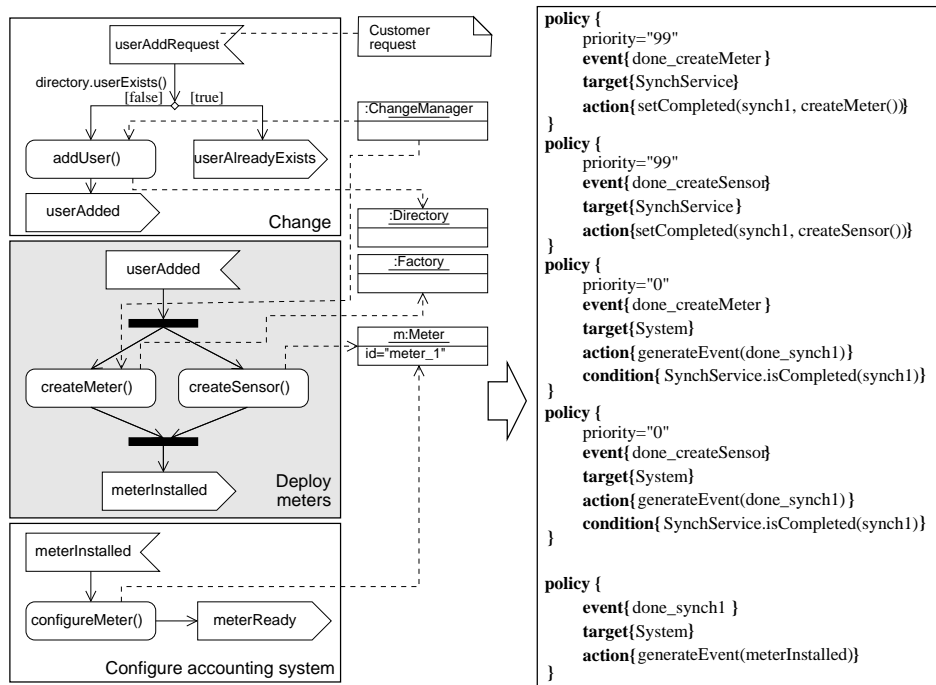 userAddRequest
directory.userExists()
[false]
[true]
addUser()
userAlreadyExists
userAdded
Change
userAdded
createMeter()
createSensor()
meterInstalled
Deploy
meters
meterInstalled
configureMeter()
meterReady
Configure accounting system
Customer
request
:ChangeManager
:Directory
:Factory
m:Meter
id="meter_1"
policy {
priority="99"
event{ done_createMeter }
target{SynchService}
action{ setCompleted(synch1, createMeter())}
}
policy {
priority="99"
event{ done_createSensor}
target{SynchService }
action{setCompleted(synch1, createSensor())}
}
policy {
priority="0"
event{ done_createMeter }
target{System}
action{generateEvent(done_synch1)}
condition{ SynchService.isCompleted(synch1)}
}
policy {
priority="0"
event{ done_createSensor}
target{System}
action{generateEvent(done_synch1) }
condition{ SynchService.isCompleted(synch1)}
}
policy {
event{ done_synch1 }
target{System}
action{generateEvent(meterInstalled)}
}